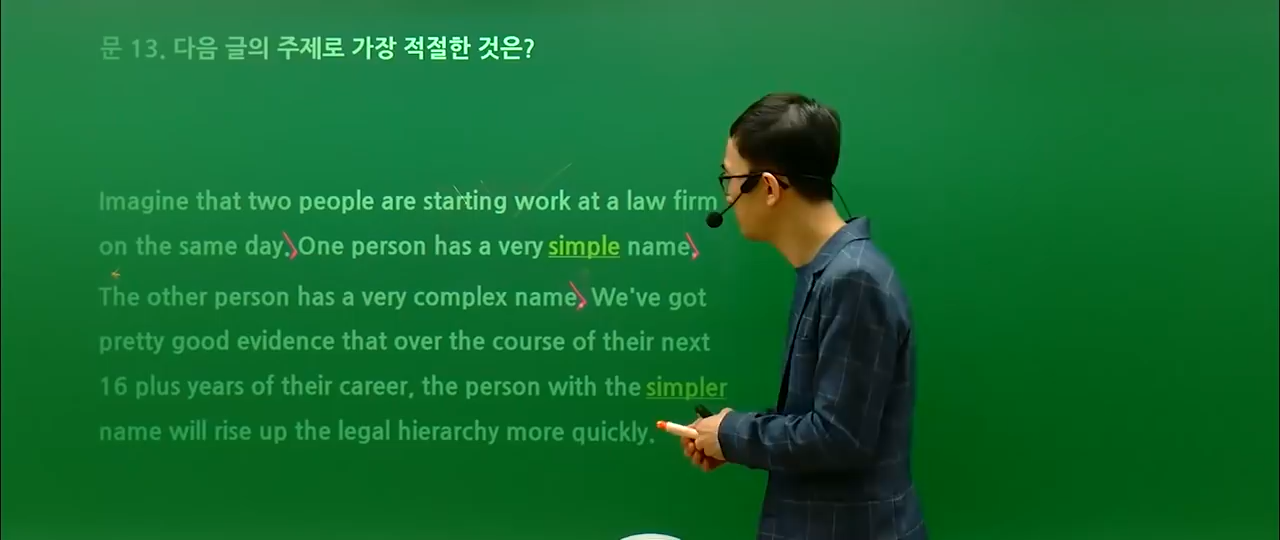 문 13. 다음 글의 주제로 가장 적절한 것은?
Imagine that two people are starting work at a law firm
on the same day. One person has a very simple name.
The other person has a very complex name. We've got
pretty good evidence that over the course of their next
16 plus years of their career, the person with the simpler
name will rise up the legal hierarchy more quickly.